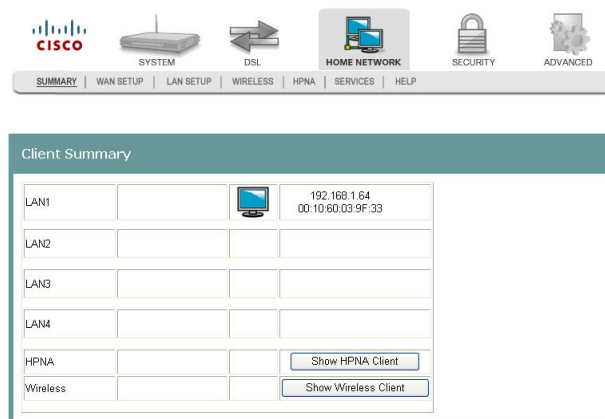 CISCO
SYSTEM DSL HOME NETWORK SECURITY ADVANCED
SUMMARY | WAN SETUP | LAN SETUP | WIRELESS | HPNA | SERVICES | HELP
Client Summary
LAN1 192.168.1.64
00:10:60:03:9F:33
LAN2
LAN3
LAN4
HPNA Show HPNA Client
Wireless Show Wireless Client